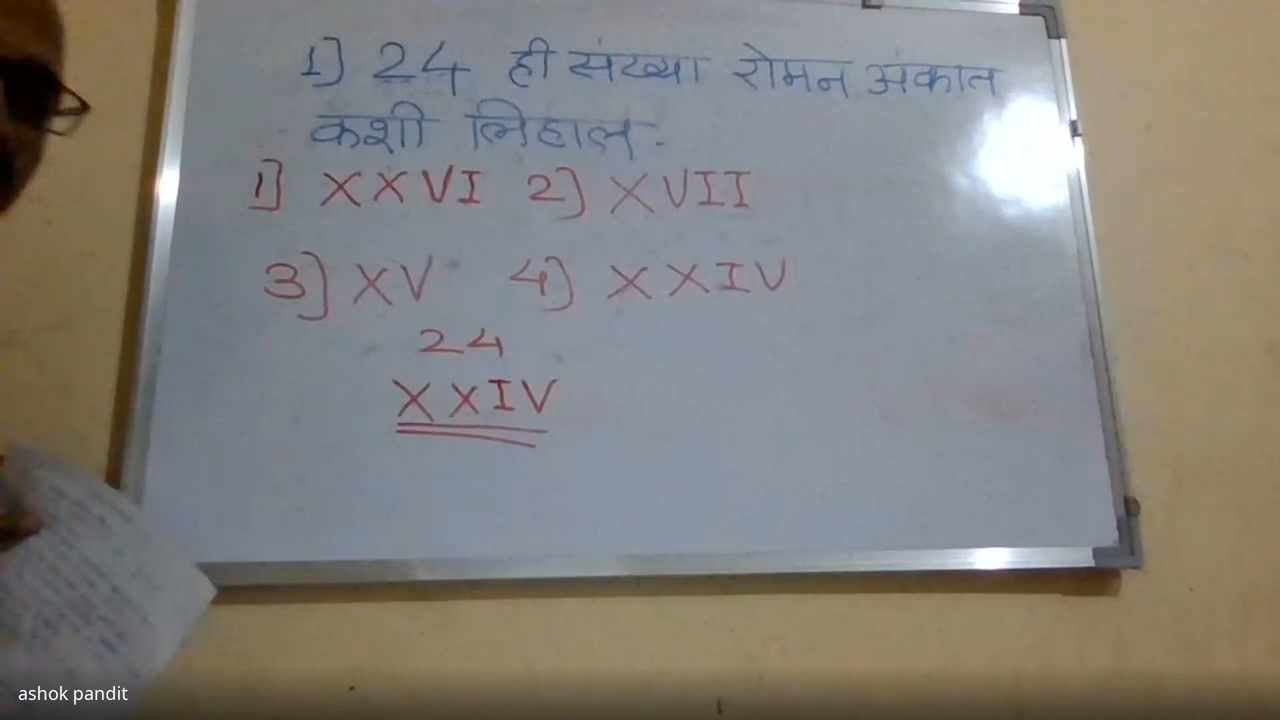 1] 24 ही संख्या रोमन अंकात
कशी लिहाल.
1] XXVI 2] XVII
3] XV 4] XXIV
24
XXIV
ashok pandit